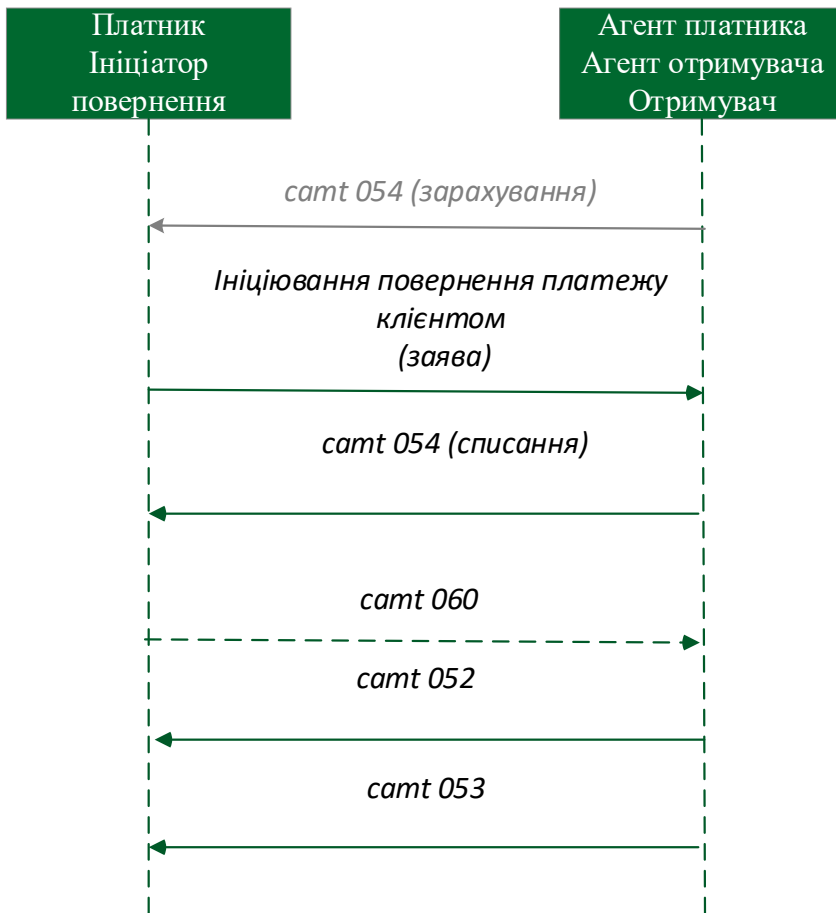 Платник
Ініціатор
повернення
Агент платника
Агент отримувача
Отримувач
camt 054 (зарахування)
Ініціювання повернення платежу
клієнтом
(заява)
camt 054 (списання)
camt 060
camt 052
camt 053